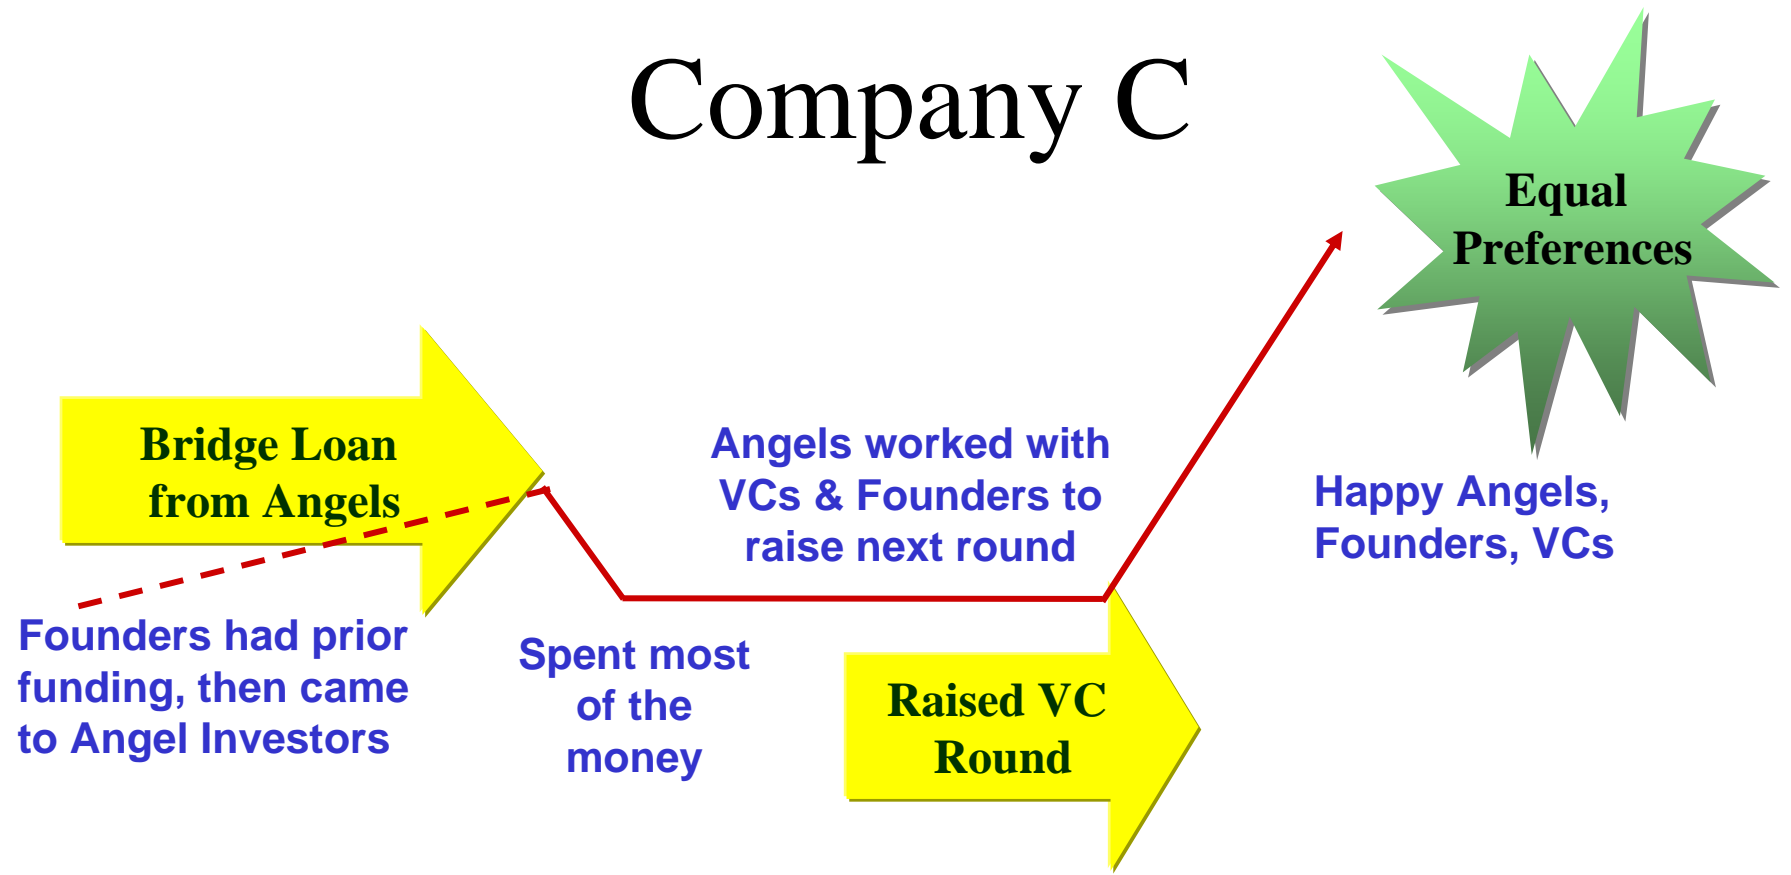 Company C
Equal
Preferences
Bridge Loan
from Angels
Angels worked with
VCs & Founders to
raise next round
Happy Angels,
Founders, VCs
Founders had prior
funding, then came
to Angel Investors
Spent most
of the
money
Raised VC
Round